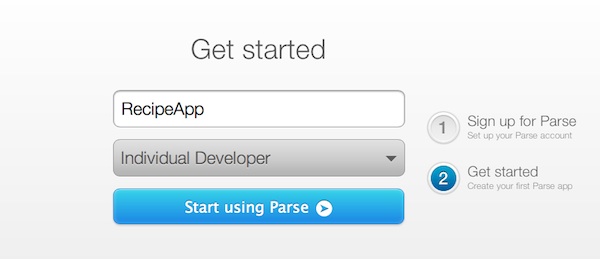 Get started
RecipeApp
Individual Developer
Start using Parse
1
Sign up for Parse
Set up your Parse account
2
Get started
Create your first Parse app